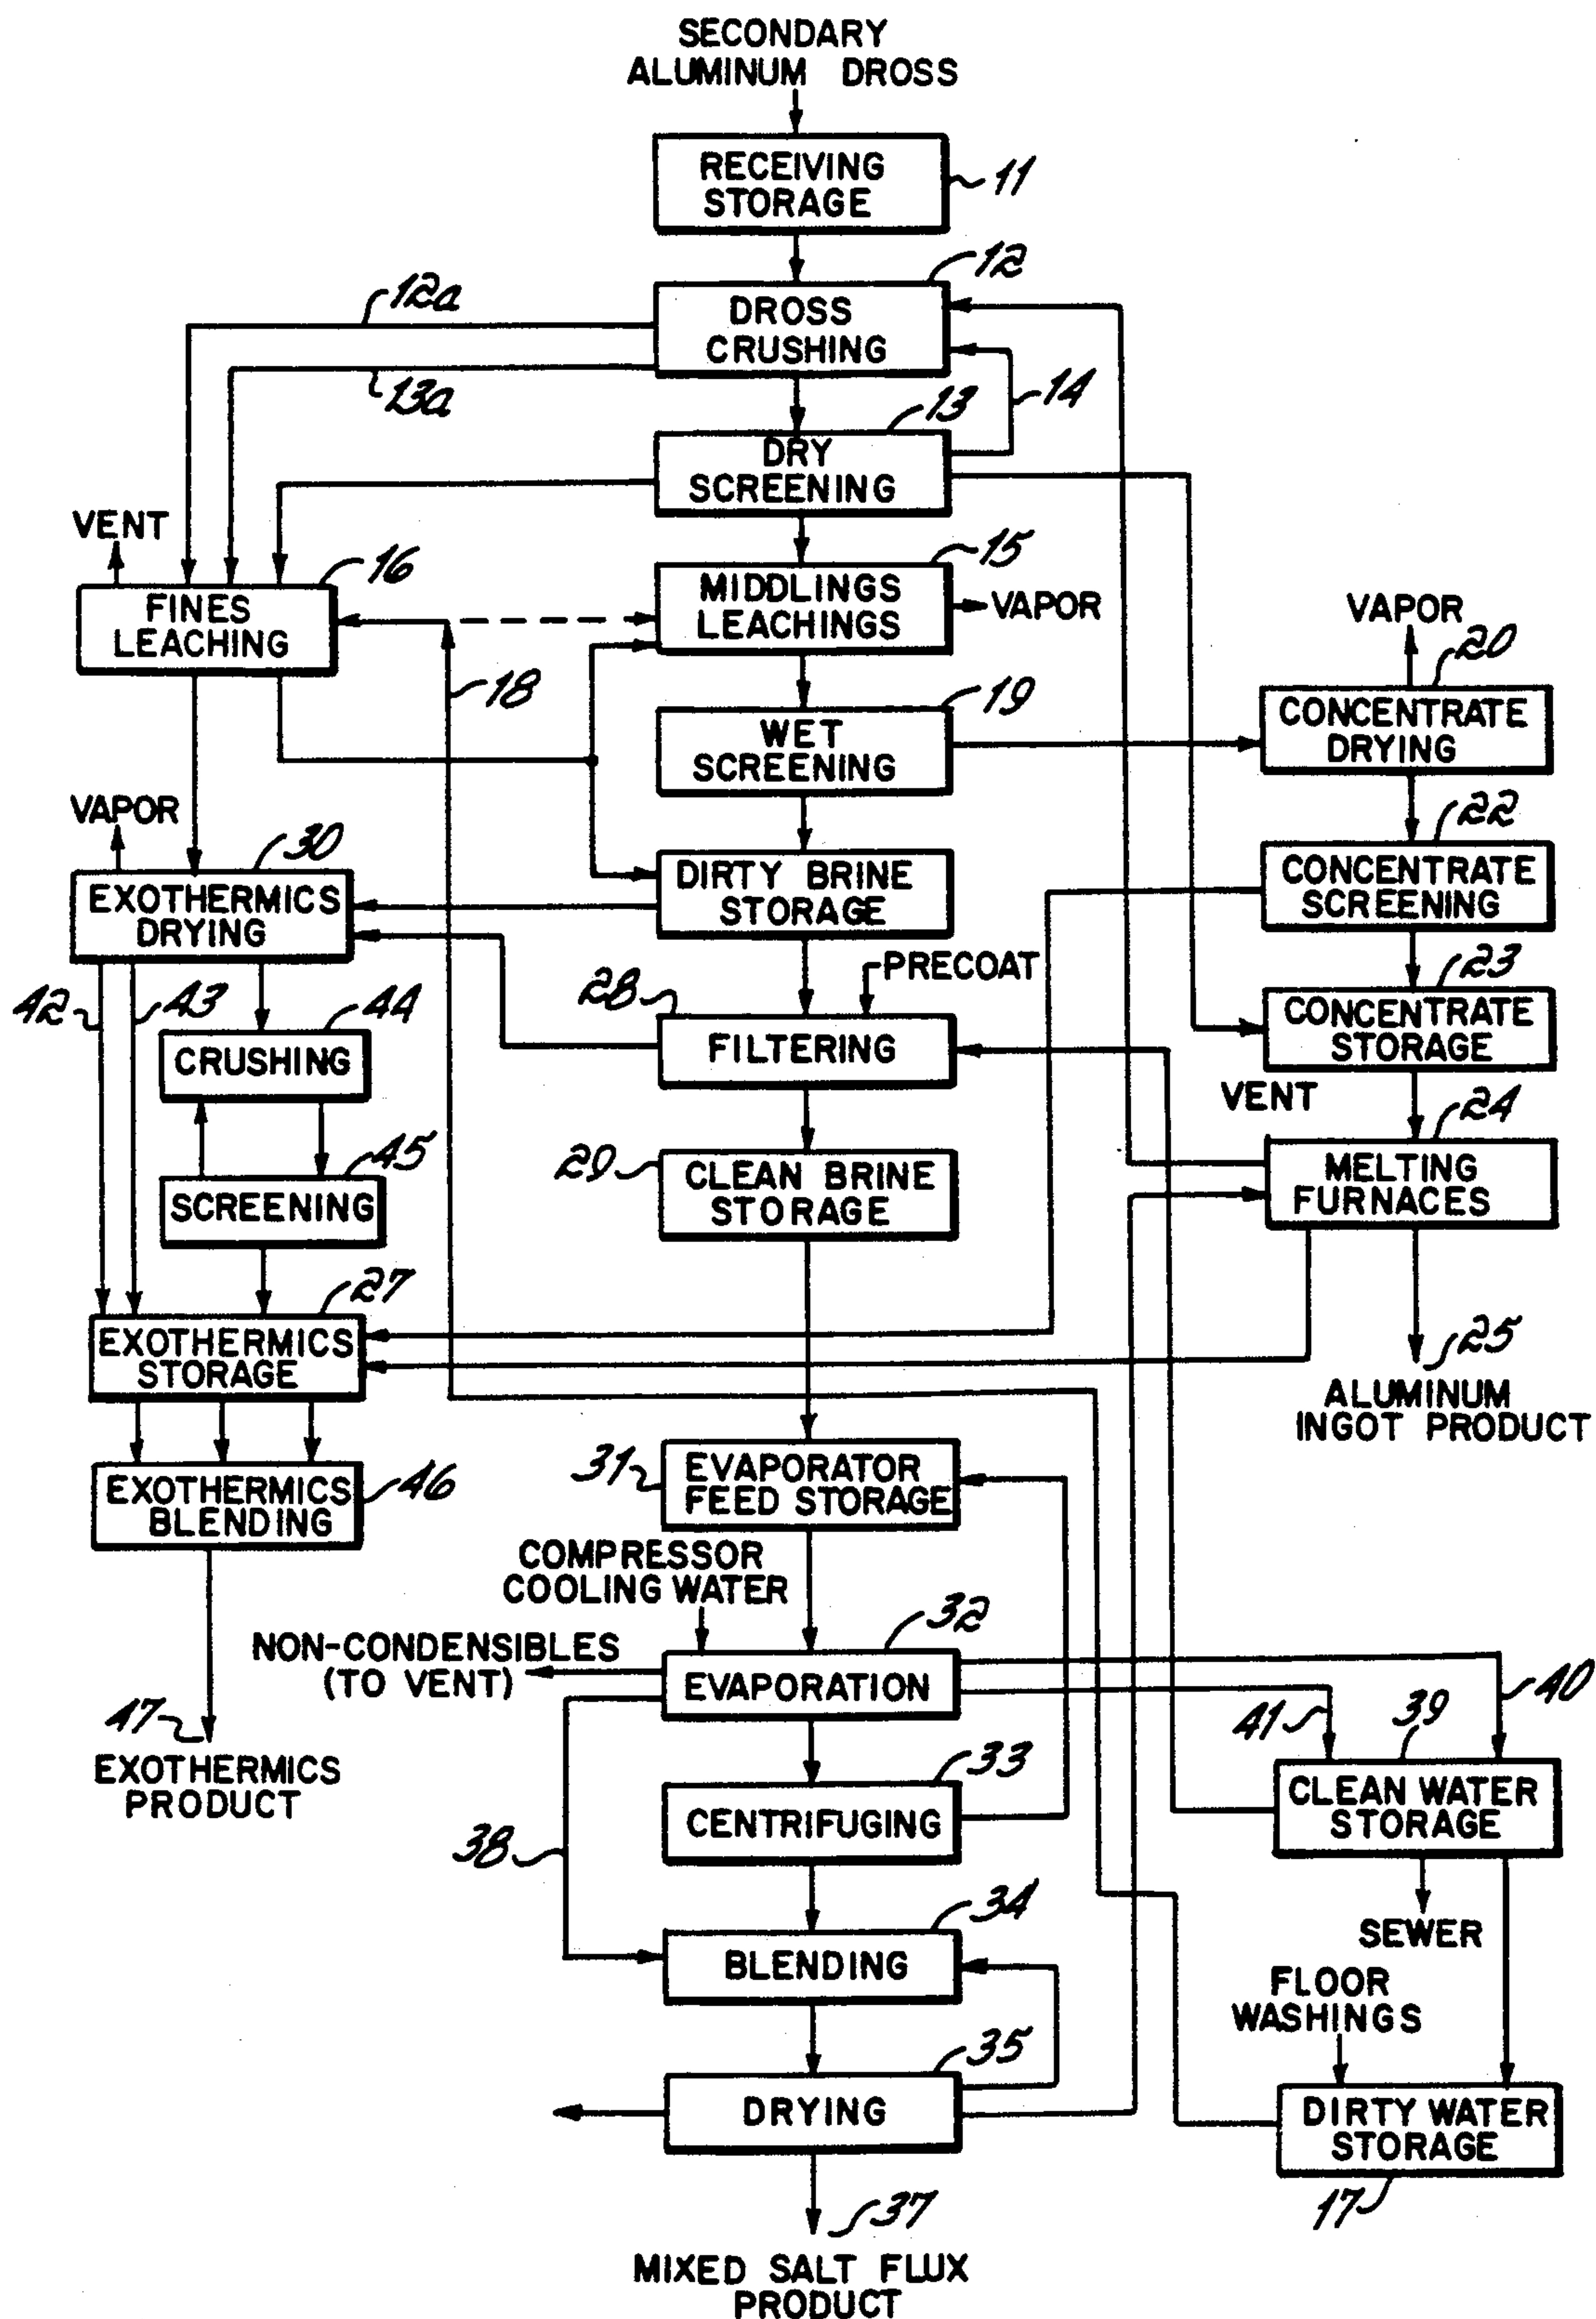 SECONDARY
ALUMINUM DROSS
RECEIVING
STORAGE
11
12
12a
DROSS
CRUSHING
13a
14
13
DRY
SCREENING
VENT
16
15
FINES
LEACHING
MIDDLINGS
LEACHINGS
VAPOR
VAPOR
20
18
19
CONCENTRATE
DRYING
WET
SCREENING
VAPOR
30
22
EXOTHERMICS
DRYING
DIRTY BRINE
STORAGE
CONCENTRATE
SCREENING
PRECOAT
23
42
43
44
28
CONCENTRATE
STORAGE
CRUSHING
FILTERING
VENT
24
45
29
CLEAN BRINE
STORAGE
MELTING
FURNACES
SCREENING
27
EXOTHERMICS
STORAGE
25
ALUMINUM
INGOT PRODUCT
31
EVAPORATOR
FEED STORAGE
EXOTHERMICS
BLENDING
46
COMPRESSOR
COOLING WATER
32
NON-CONDENSIBLES
(TO VENT)
EVAPORATION
40
41
39
47
EXOTHERMICS
PRODUCT
33
CENTRIFUGING
CLEAN WATER
STORAGE
38
34
SEWER
BLENDING
FLOOR
WASHINGS
35
DRYING
DIRTY WATER
STORAGE
17
37
MIXED SALT FLUX
PRODUCT